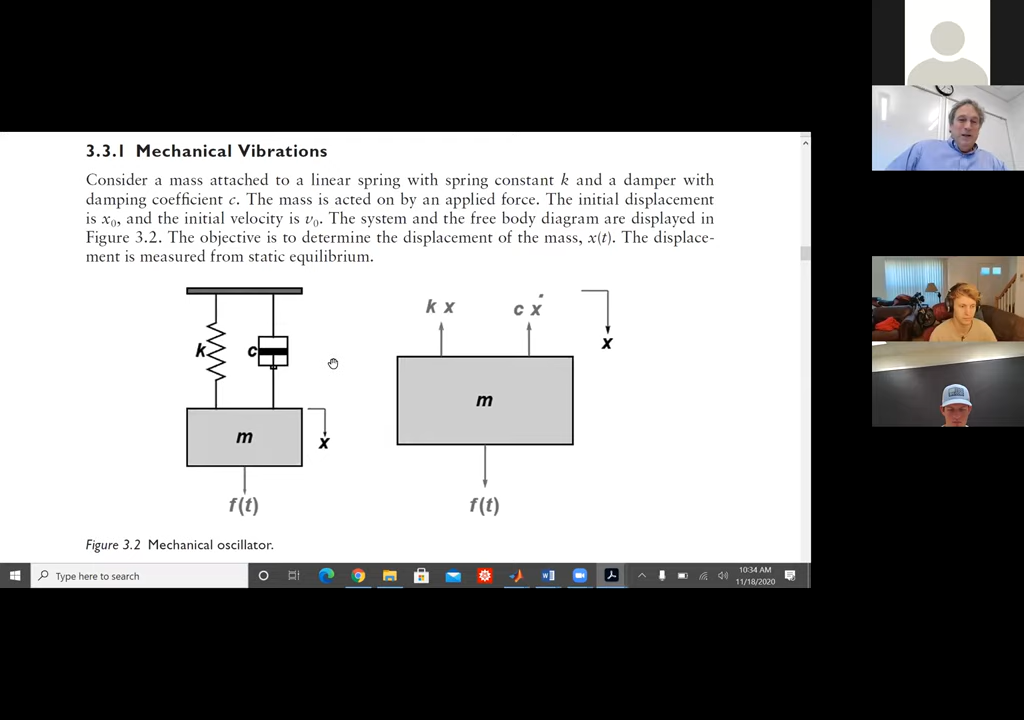 3.3.1 Mechanical Vibrations
Consider a mass attached to a linear spring with spring constant k and a damper with
damping coefficient c. The mass is acted on by an applied force. The initial displacement
is x₀, and the initial velocity is v₀. The system and the free body diagram are displayed in
Figure 3.2. The objective is to determine the displacement of the mass, x(t). The displace-
ment is measured from static equilibrium.
k
c
m
x
f(t)
k x
c ẋ
x
m
f(t)
Figure 3.2 Mechanical oscillator.
Type here to search
10:34 AM
11/18/2020